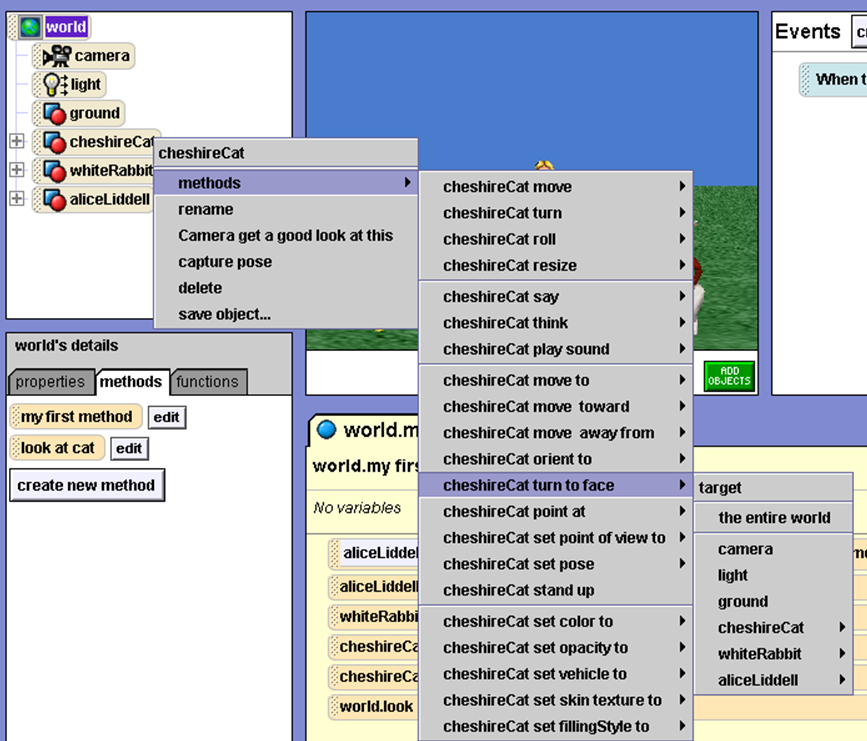 world
camera
light
ground
cheshireCat
whiteRabbit
aliceLiddell
Events
When t
cheshireCat
methods
rename
Camera get a good look at this
capture pose
delete
save object...
cheshireCat move
cheshireCat turn
cheshireCat roll
cheshireCat resize
cheshireCat say
cheshireCat think
cheshireCat play sound
cheshireCat move to
cheshireCat move toward
cheshireCat move away from
cheshireCat orient to
cheshireCat turn to face
cheshireCat point at
cheshireCat set point of view to
cheshireCat set pose
cheshireCat stand up
cheshireCat set color to
cheshireCat set opacity to
cheshireCat set vehicle to
cheshireCat set skin texture to
cheshireCat set fillingStyle to
target
the entire world
camera
light
ground
cheshireCat
whiteRabbit
aliceLiddell
ADD
OBJECTS
world's details
properties methods functions
my first method edit
look at cat edit
create new method
world.m
world.my firs
No variables
aliceLiddel
aliceLiddell
whiteRabbi
cheshireCa
cheshireCa
world.look